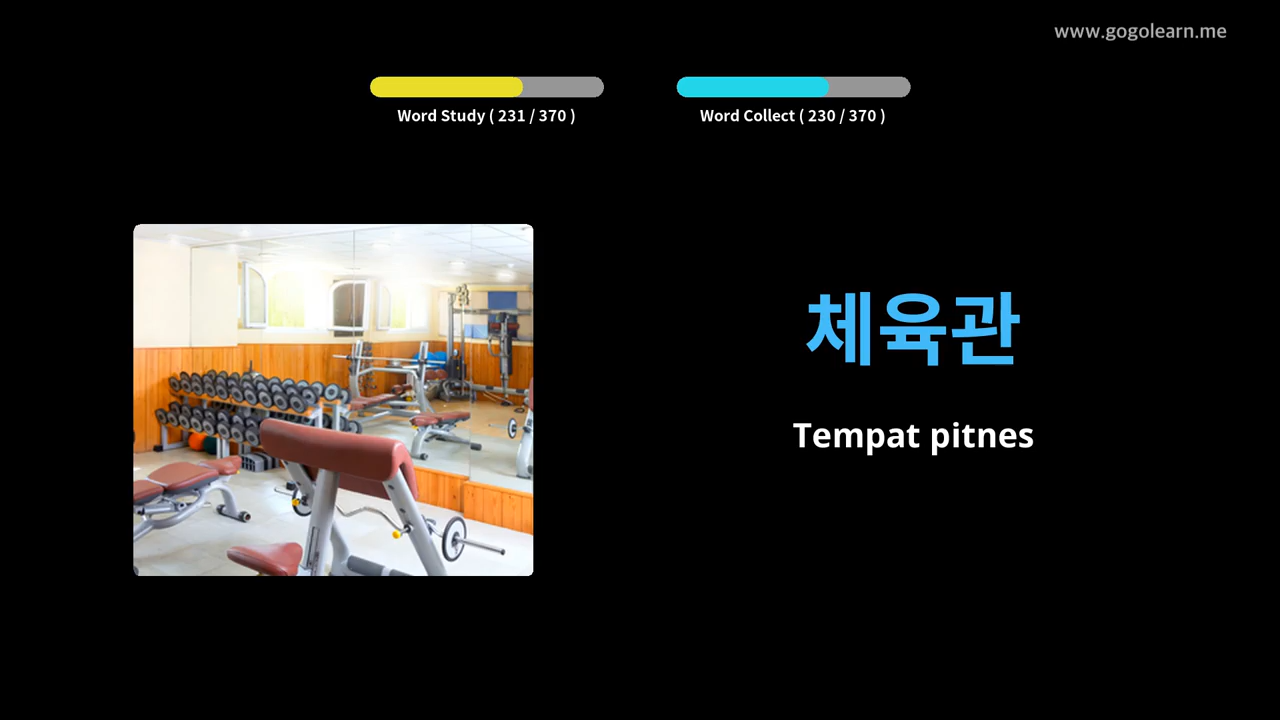 www.gogolearn.me
Word Study ( 231 / 370 )
Word Collect ( 230 / 370 )
체육관
Tempat pitnes